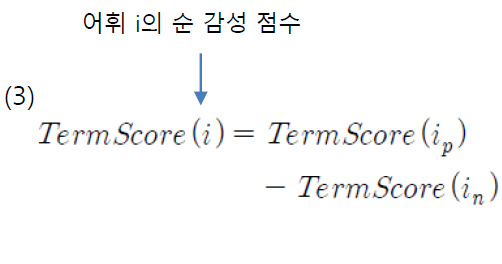 어휘 i의 순 감성 점수
(3)
TermScore(i) = TermScore(i_p)
− TermScore(i_n)